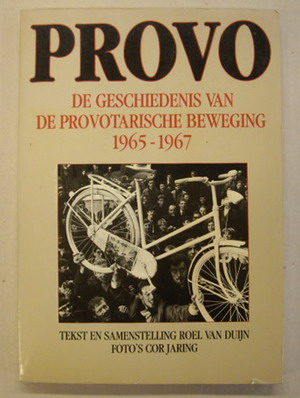 PROVO
DE GESCHIEDENIS VAN
DE PROVOTARISCHE BEWEGING
1965-1967
TEKST EN SAMENSTELLING ROEL VAN DUIJN
FOTO'S COR JARING